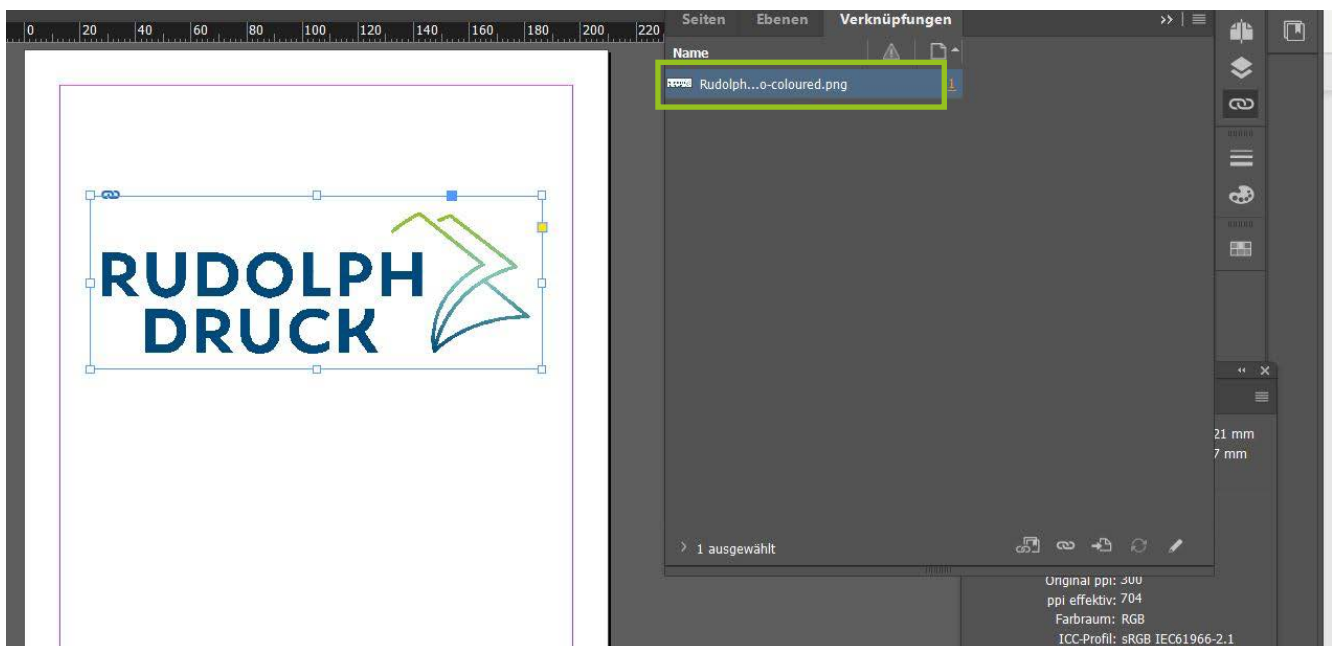 Seiten Ebenen Verknüpfungen
0 20 40 60 80 100 120 140 160 180 200 220
Name
Rudolph...o-coloured.png 1
RUDOLPH
DRUCK
21 mm
7 mm
1 ausgewählt
Original ppi: 300
ppi effektiv: 704
Farbraum: RGB
ICC-Profil: sRGB IEC61966-2.1